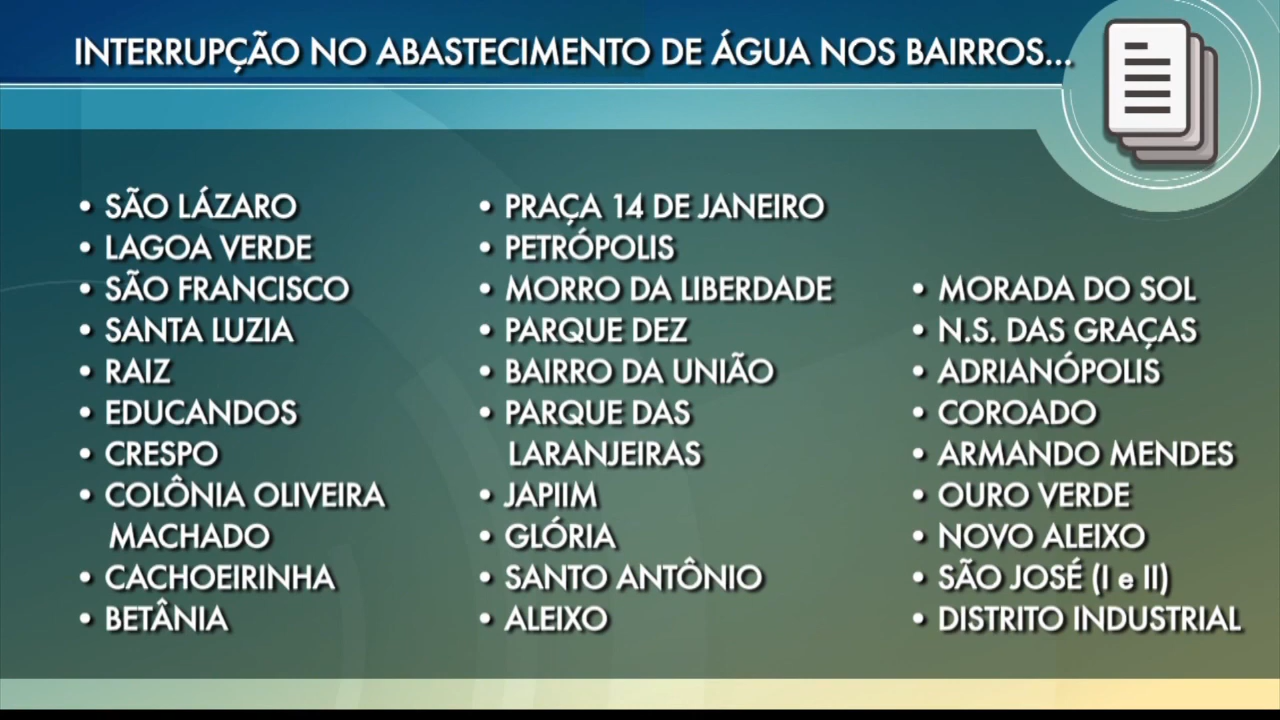 INTERRUPÇÃO NO ABASTECIMENTO DE ÁGUA NOS BAIRROS...
• SÃO LÁZARO
• LAGOA VERDE
• SÃO FRANCISCO
• SANTA LUZIA
• RAIZ
• EDUCANDOS
• CRESPO
• COLÔNIA OLIVEIRA
MACHADO
• CACHOEIRINHA
• BETÂNIA
• PRAÇA 14 DE JANEIRO
• PETRÓPOLIS
• MORRO DA LIBERDADE
• PARQUE DEZ
• BAIRRO DA UNIÃO
• PARQUE DAS
LARANJEIRAS
• JAPIIM
• GLÓRIA
• SANTO ANTÔNIO
• ALEIXO
• MORADA DO SOL
• N.S. DAS GRAÇAS
• ADRIANÓPOLIS
• COROADO
• ARMANDO MENDES
• OURO VERDE
• NOVO ALEIXO
• SÃO JOSÉ (I e II)
• DISTRITO INDUSTRIAL